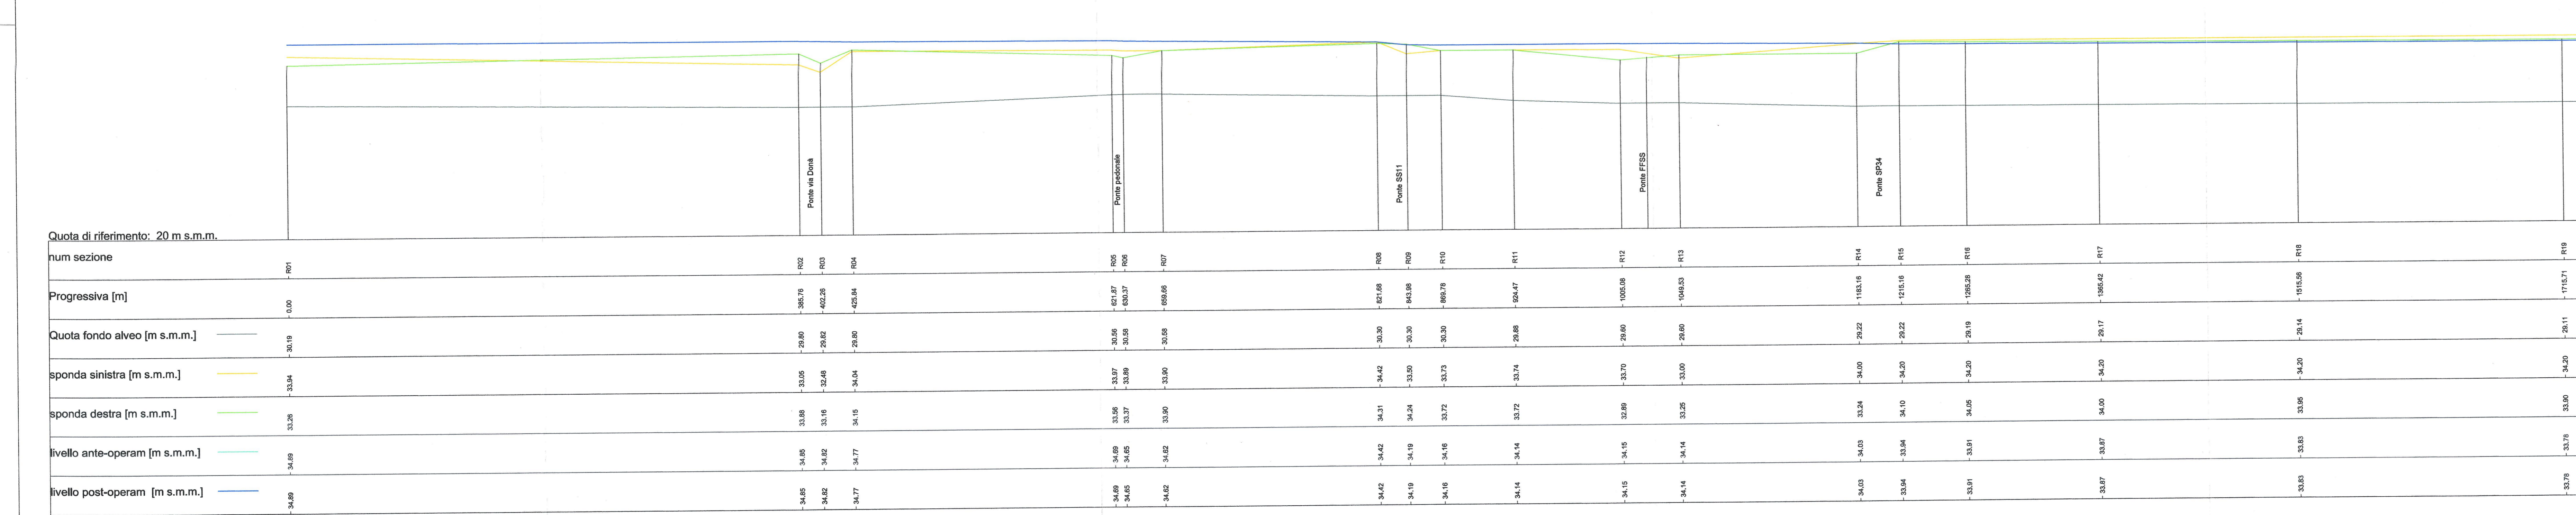 Ponte via Donà
Ponte pedonale
Ponte SS11
Ponte FFSS
Ponte SP34
Quota di riferimento: 20 m s.m.m.
num sezione R01 R02 R03 R04 R05 R06 R07 R08 R09 R10 R11 R12 R13 R14 R15 R16 R17 R18 R19
Progressiva [m] 0,00 385,76 402,26 425,84 621,87 630,37 659,66 821,68 843,98 869,78 924,47 1005,08 1049,53 1183,16 1215,16 1265,28 1365,42 1515,56 1715,71
Quota fondo alveo [m s.m.m.] 30,19 29,80 29,82 29,80 30,56 30,58 30,58 30,30 30,30 30,30 29,88 29,60 29,60 29,22 29,22 29,19 29,17 29,14 29,11
sponda sinistra [m s.m.m.] 33,94 33,05 32,48 34,04 33,97 33,89 33,90 34,42 33,50 33,73 33,74 33,70 33,00 34,00 34,20 34,20 34,20 34,20 34,20
sponda destra [m s.m.m.] 33,26 33,88 33,16 34,15 33,56 33,37 33,90 34,31 34,24 33,72 33,72 32,89 33,25 33,24 34,10 34,05 34,00 33,95 33,90
livello ante-operam [m s.m.m.] 34,89 34,85 34,82 34,77 34,69 34,65 34,62 34,42 34,19 34,16 34,14 34,15 34,14 34,03 33,94 33,91 33,87 33,83 33,78
livello post-operam [m s.m.m.] 34,89 34,85 34,82 34,77 34,69 34,65 34,62 34,42 34,19 34,16 34,14 34,15 34,14 34,03 33,94 33,91 33,87 33,83 33,78